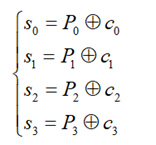 s₀ = P₀ ⊕ c₀
s₁ = P₁ ⊕ c₁
s₂ = P₂ ⊕ c₂
s₃ = P₃ ⊕ c₃